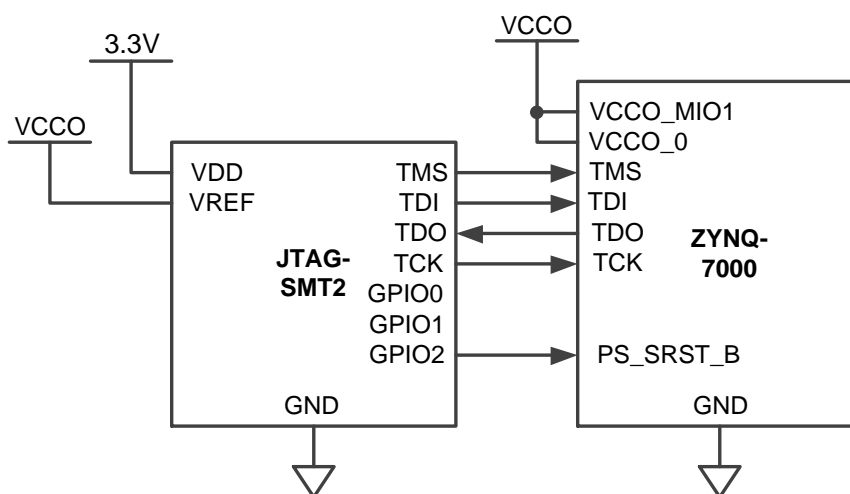 3.3V
VCCO
VDD
VREF
TMS
TDI
TDO
TCK
GPIO0
GPIO1
GPIO2
JTAG-
SMT2
GND
VCCO
VCCO_MIO1
VCCO_0
TMS
TDI
TDO
TCK
ZYNQ-
7000
PS_SRST_B
GND